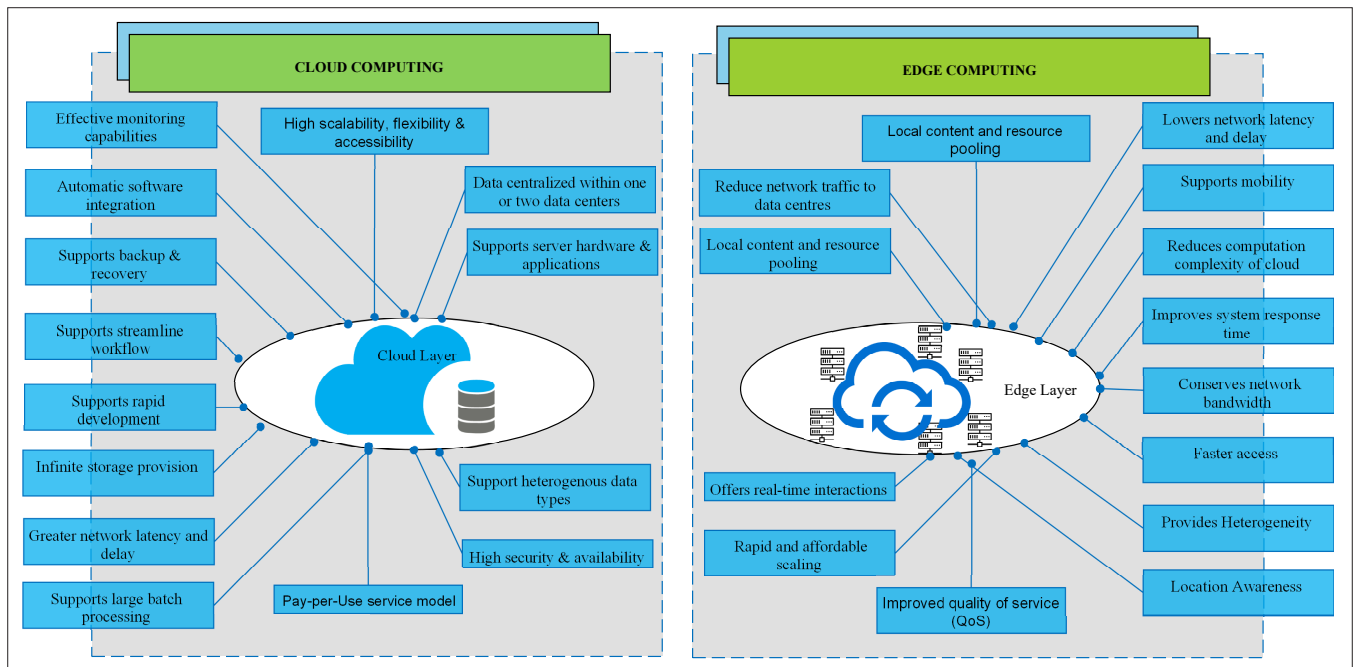 CLOUD COMPUTING
Effective monitoring
capabilities
High scalability, flexibility &
accessibility
Automatic software
integration
Data centralized within one
or two data centers
Supports backup &
recovery
Supports server hardware &
applications
Supports streamline
workflow
Cloud Layer
Supports rapid
development
Infinite storage provision
Support heterogenous data
types
Greater network latency and
delay
High security & availability
Supports large batch
processing
Pay-per-Use service model
EDGE COMPUTING
Local content and resource
pooling
Lowers network latency
and delay
Reduce network traffic to
data centres
Supports mobility
Local content and resource
pooling
Reduces computation
complexity of cloud
Improves system response
time
Edge Layer
Conserves network
bandwidth
Faster access
Offers real-time interactions
Provides Heterogeneity
Rapid and affordable
scaling
Location Awareness
Improved quality of service
(QoS)